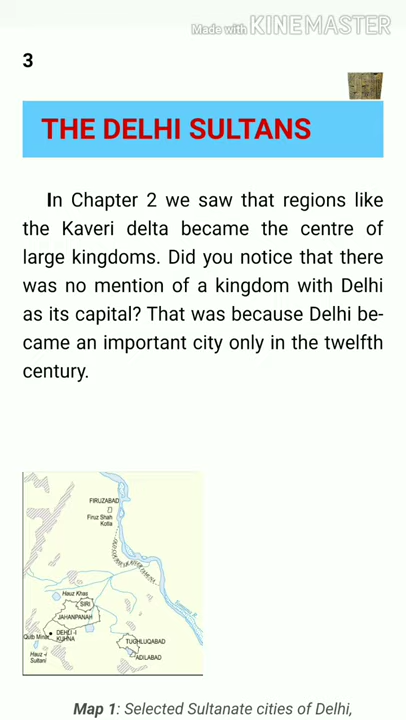 Made with KINEMASTER
3
THE DELHI SULTANS
In Chapter 2 we saw that regions like
the Kaveri delta became the centre of
large kingdoms. Did you notice that there
was no mention of a kingdom with Delhi
as its capital? That was because Delhi be-
came an important city only in the twelfth
century.
FIRUZABAD
Firuz Shah
Kotla
Hauz Khas
SIRI
JAHANPANAH
Qutb Minar
DEHLI -I
KUHNA
Hauz -i
Sultani
TUGHLUQABAD
ADILABAD
Map 1: Selected Sultanate cities of Delhi,